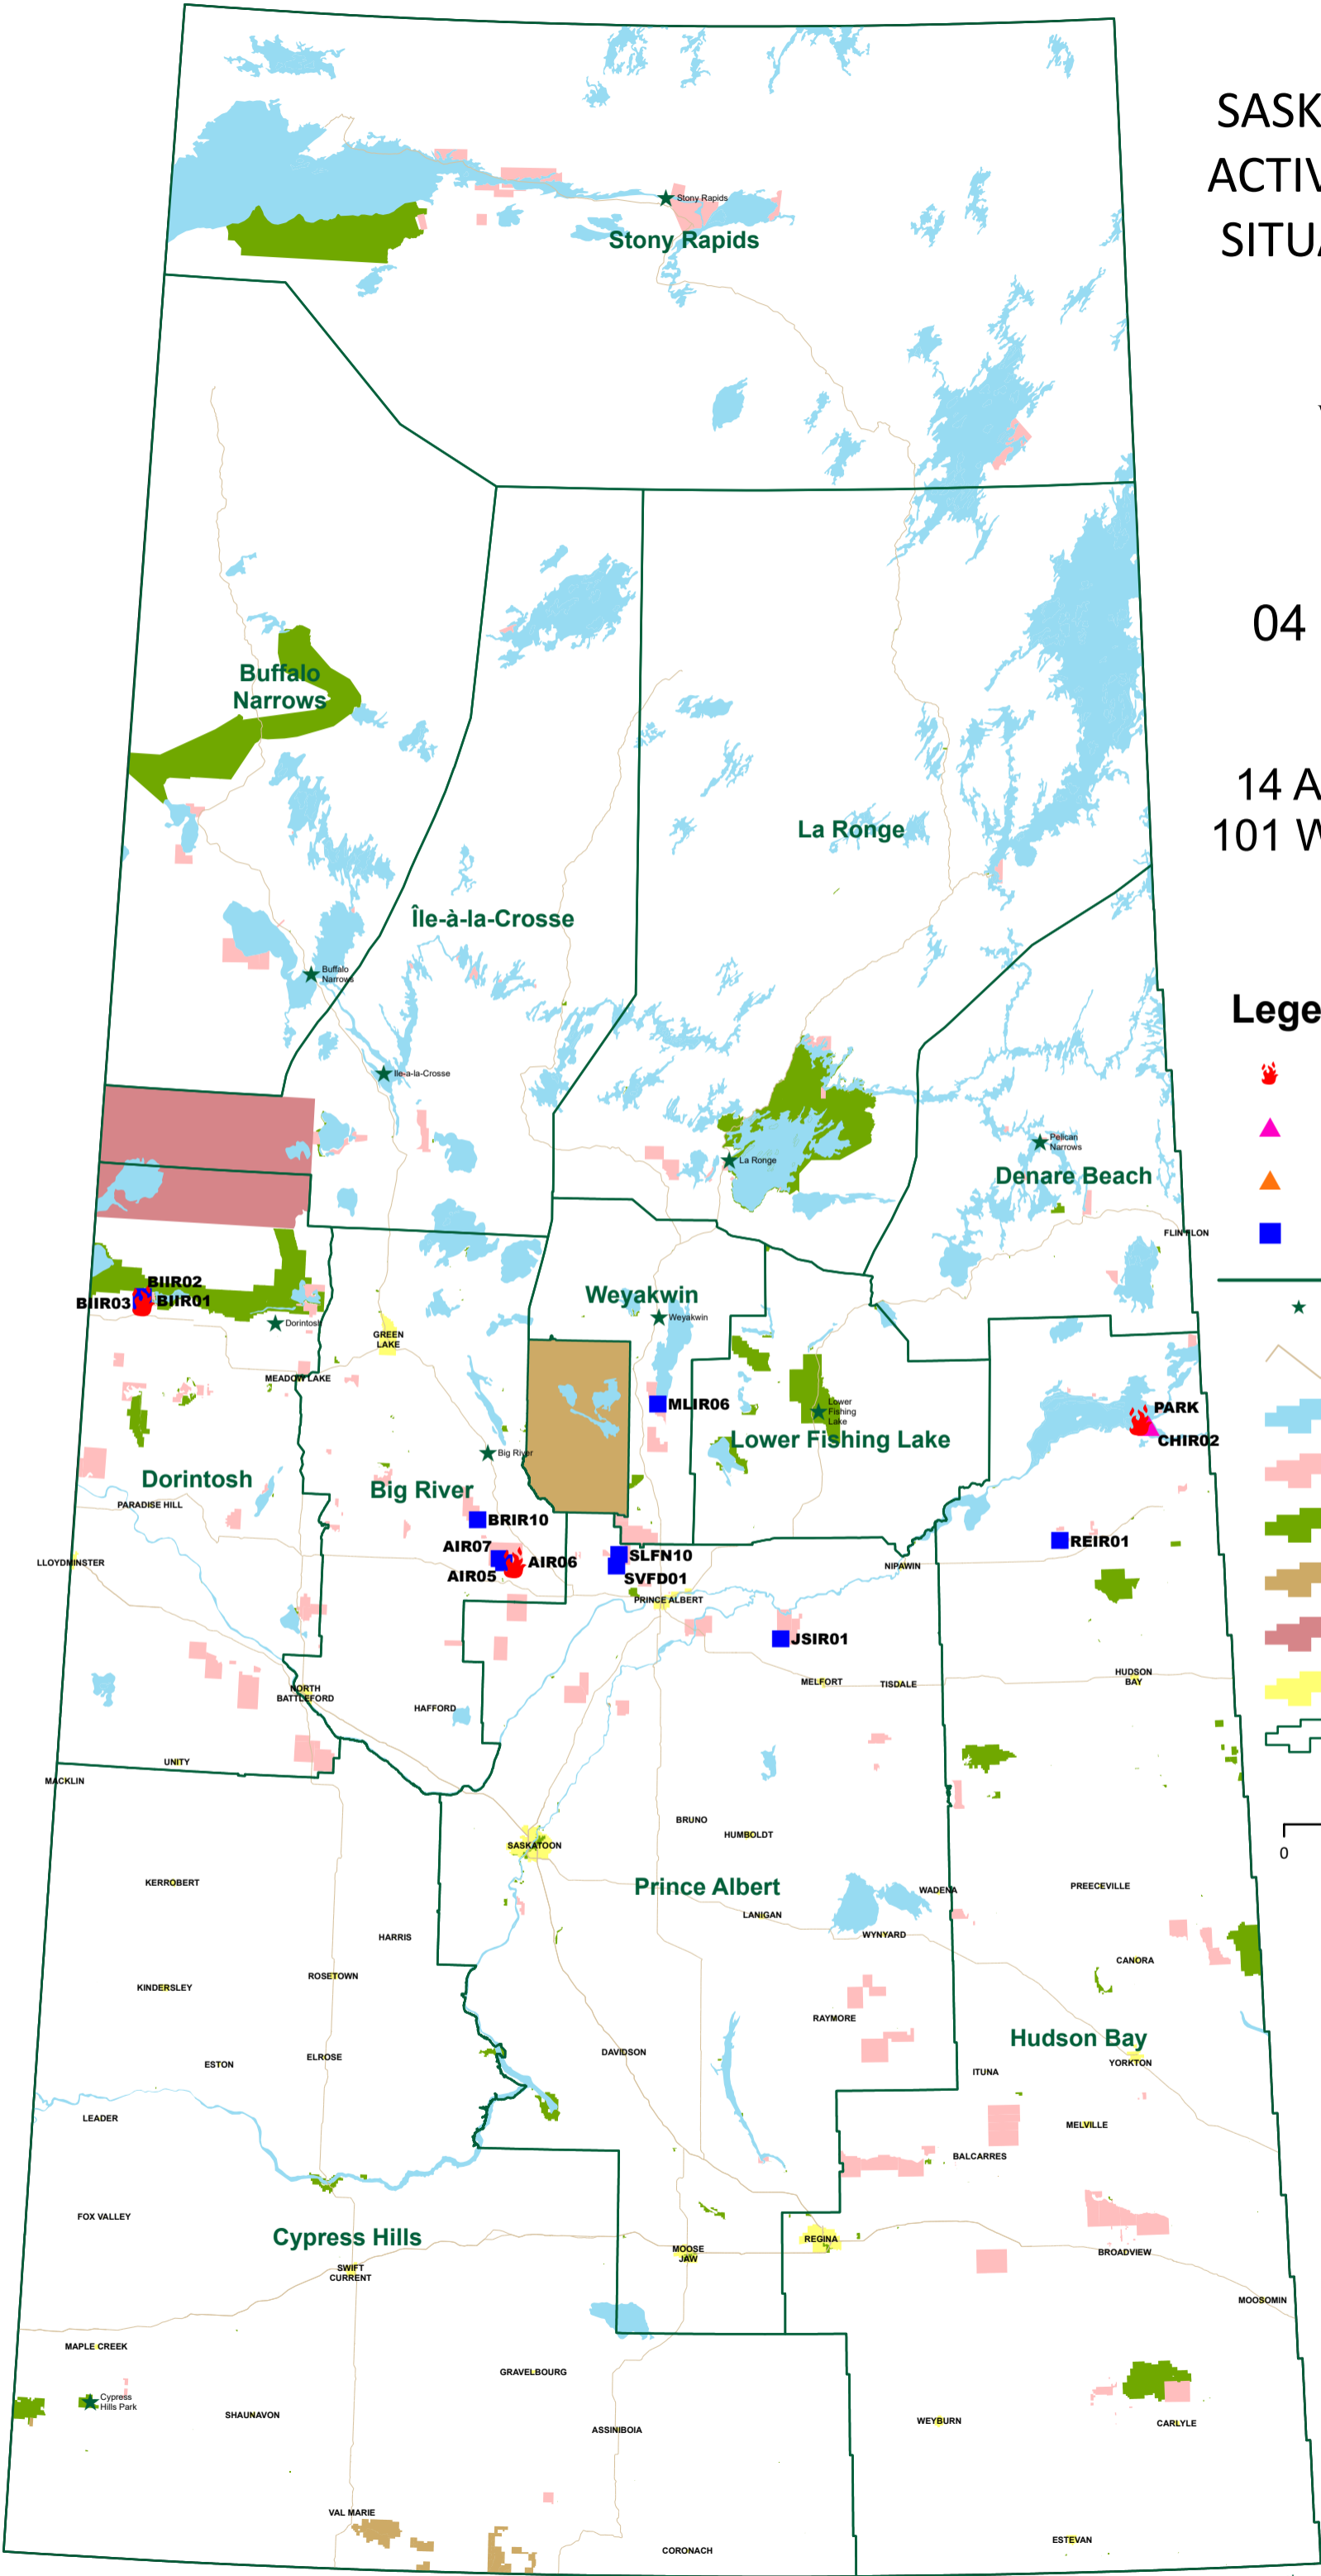 SASK
ACTIV
SITUA
Stony Rapids
Stony Rapids
04
Buffalo
Narrows
14 A
101 W
La Ronge
Île-à-la-Crosse
Buffalo
Narrows
Lege
Ile-a-la-Crosse
Pelican
Narrows
La Ronge
Denare Beach
FLIN FLON
BIIR02
BIIR03
BIIR01
Weyakwin
Weyakwin
Dorintosh
GREEN
LAKE
MEADOW LAKE
MLIR06
Lower
Fishing
Lake
PARK
CHIR02
Lower Fishing Lake
Big River
Dorintosh
Big River
PARADISE HILL
BRIR10
REIR01
AIR07
AIR06
AIR05
SLFN10
SVFD01
LLOYDMINSTER
NIPAWIN
PRINCE ALBERT
JSIR01
HUDSON
BAY
MELFORT
TISDALE
NORTH
BATTLEFORD
HAFFORD
UNITY
MACKLIN
BRUNO
HUMBOLDT
SASKATOON
0
KERROBERT
Prince Albert
WADENA
PREECEVILLE
LANIGAN
WYNYARD
HARRIS
CANORA
ROSETOWN
KINDERSLEY
RAYMORE
Hudson Bay
DAVIDSON
ELROSE
ESTON
YORKTON
ITUNA
LEADER
MELVILLE
BALCARRES
FOX VALLEY
Cypress Hills
REGINA
MOOSE
JAW
BROADVIEW
SWIFT
CURRENT
MOOSOMIN
MAPLE CREEK
GRAVELBOURG
Cypress
Hills Park
SHAUNAVON
WEYBURN
CARLYLE
ASSINIBOIA
VAL MARIE
ESTEVAN
CORONACH